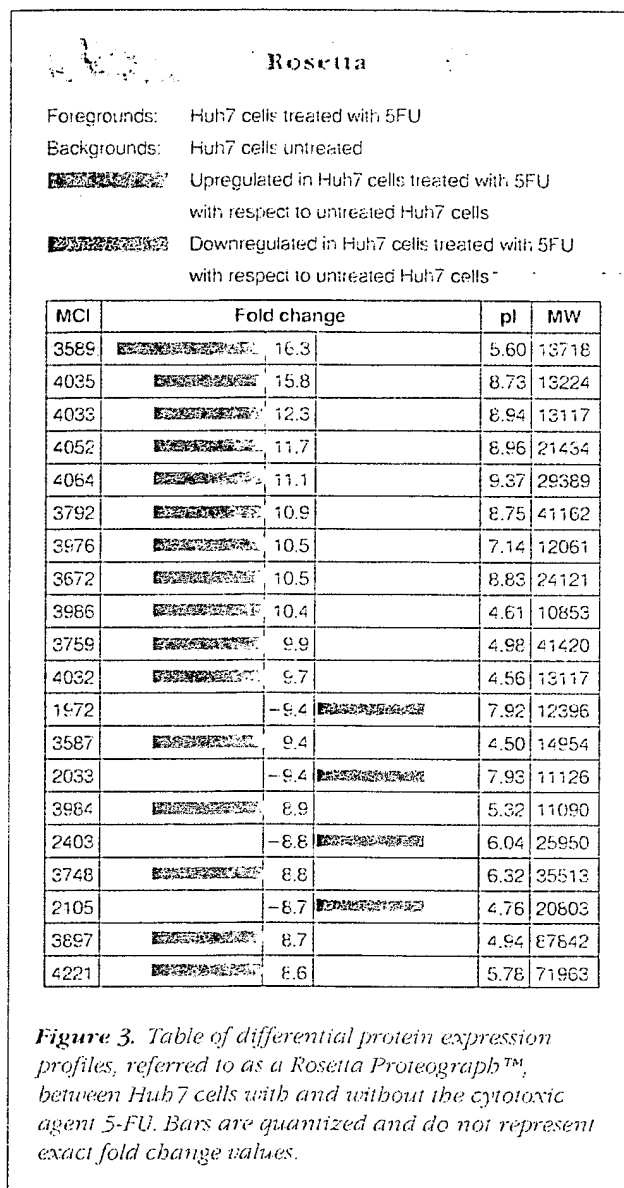 Rosetta
Foregrounds: Huh7 cells treated with 5FU
Backgrounds: Huh7 cells untreated
Upregulated in Huh7 cells treated with 5FU
with respect to untreated Huh7 cells
Downregulated in Huh7 cells treated with 5FU
with respect to untreated Huh7 cells
MCI Fold change pI MW
3589 16.3 5.60 13718
4035 15.8 8.73 13224
4033 12.3 8.94 13117
4052 11.7 8.96 21434
4064 11.1 9.37 29389
3792 10.9 8.75 41162
3976 10.5 7.14 12061
3672 10.5 8.83 24121
3986 10.4 4.61 10853
3759 9.9 4.98 41420
4032 9.7 4.56 13117
1972 -9.4 7.92 12396
3587 9.4 4.50 14954
2033 -9.4 7.93 11126
3984 8.9 5.32 11090
2403 -8.8 6.04 25950
3748 8.8 6.32 35513
2105 -8.7 4.76 20803
3897 8.7 4.94 87842
4221 8.6 5.78 71963
Figure 3. Table of differential protein expression
profiles, referred to as a Rosetta Proteograph™,
between Huh7 cells with and without the cytotoxic
agent 5-FU. Bars are quantized and do not represent
exact fold change values.